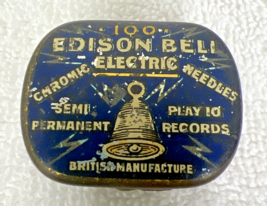 ·100·
EDISON BELL
ELECTRIC
CHROMIC NEEDLES
SEMI PLAY 10
PERMANENT RECORDS
BRITISH MANUFACTURE